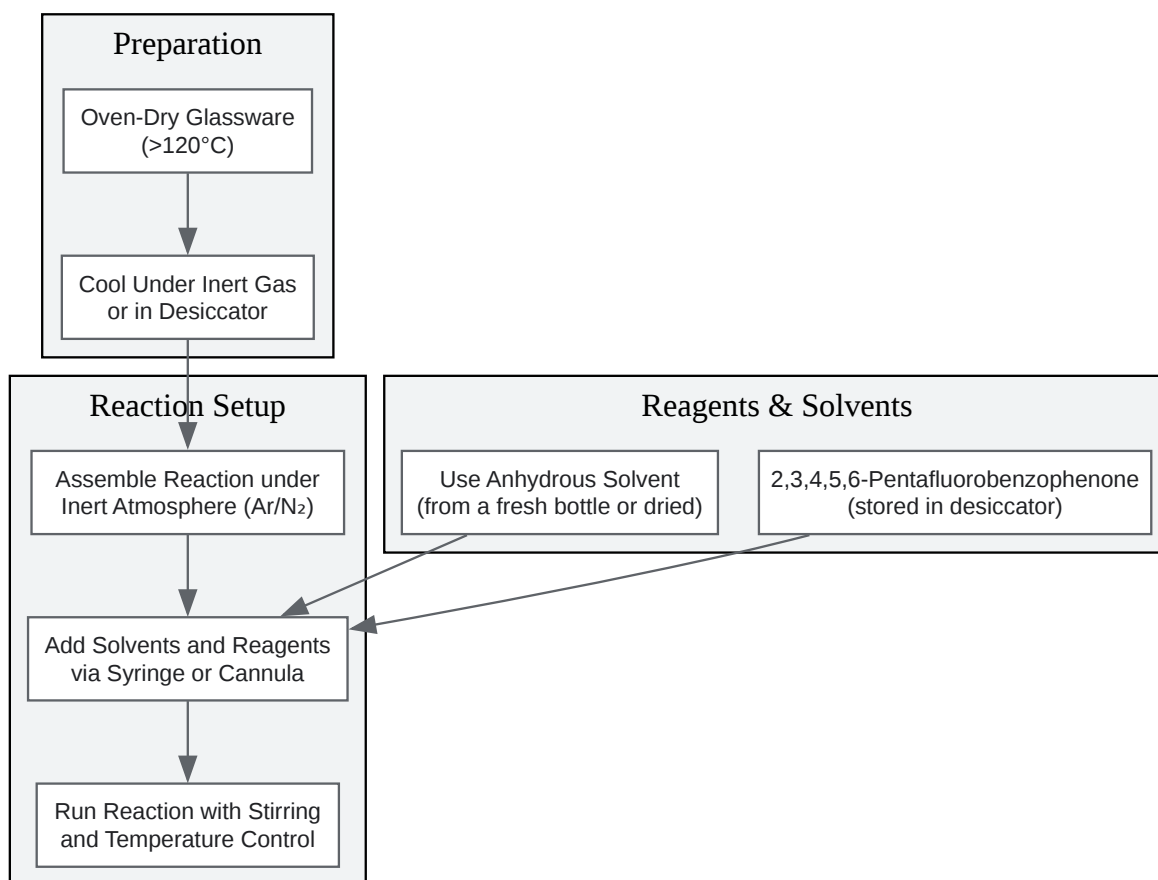 Preparation
Oven-Dry Glassware
(>120°C)
Cool Under Inert Gas
or in Desiccator
Reaction Setup
Assemble Reaction under
Inert Atmosphere (Ar/N₂)
Reagents & Solvents
Use Anhydrous Solvent
(from a fresh bottle or dried)
2,3,4,5,6-Pentafluorobenzophenone
(stored in desiccator)
Add Solvents and Reagents
via Syringe or Cannula
Run Reaction with Stirring
and Temperature Control